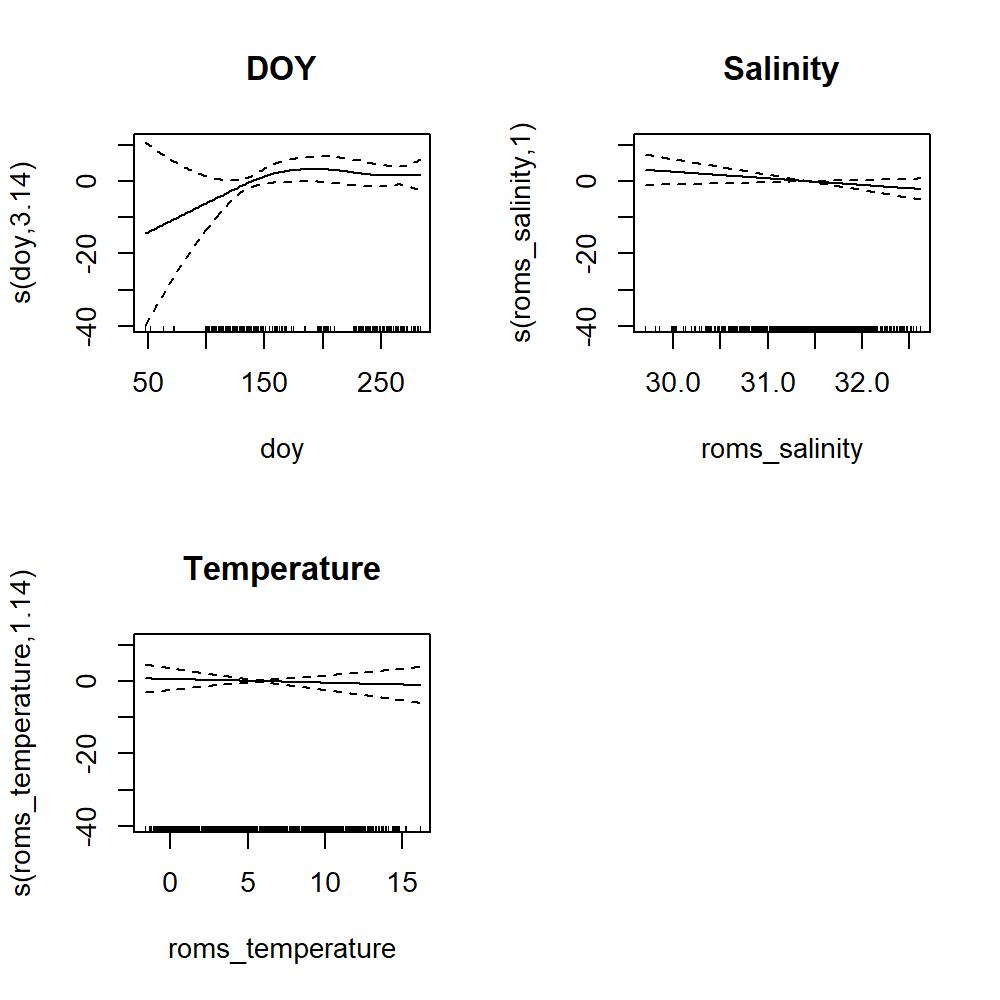 DOY
s(doy,3.14)
0
-20
-40
50 150 250
doy
Salinity
s(roms_salinity,1)
0
-20
-40
30.0 31.0 32.0
roms_salinity
Temperature
s(roms_temperature,1.14)
0
-20
-40
0 5 10 15
roms_temperature